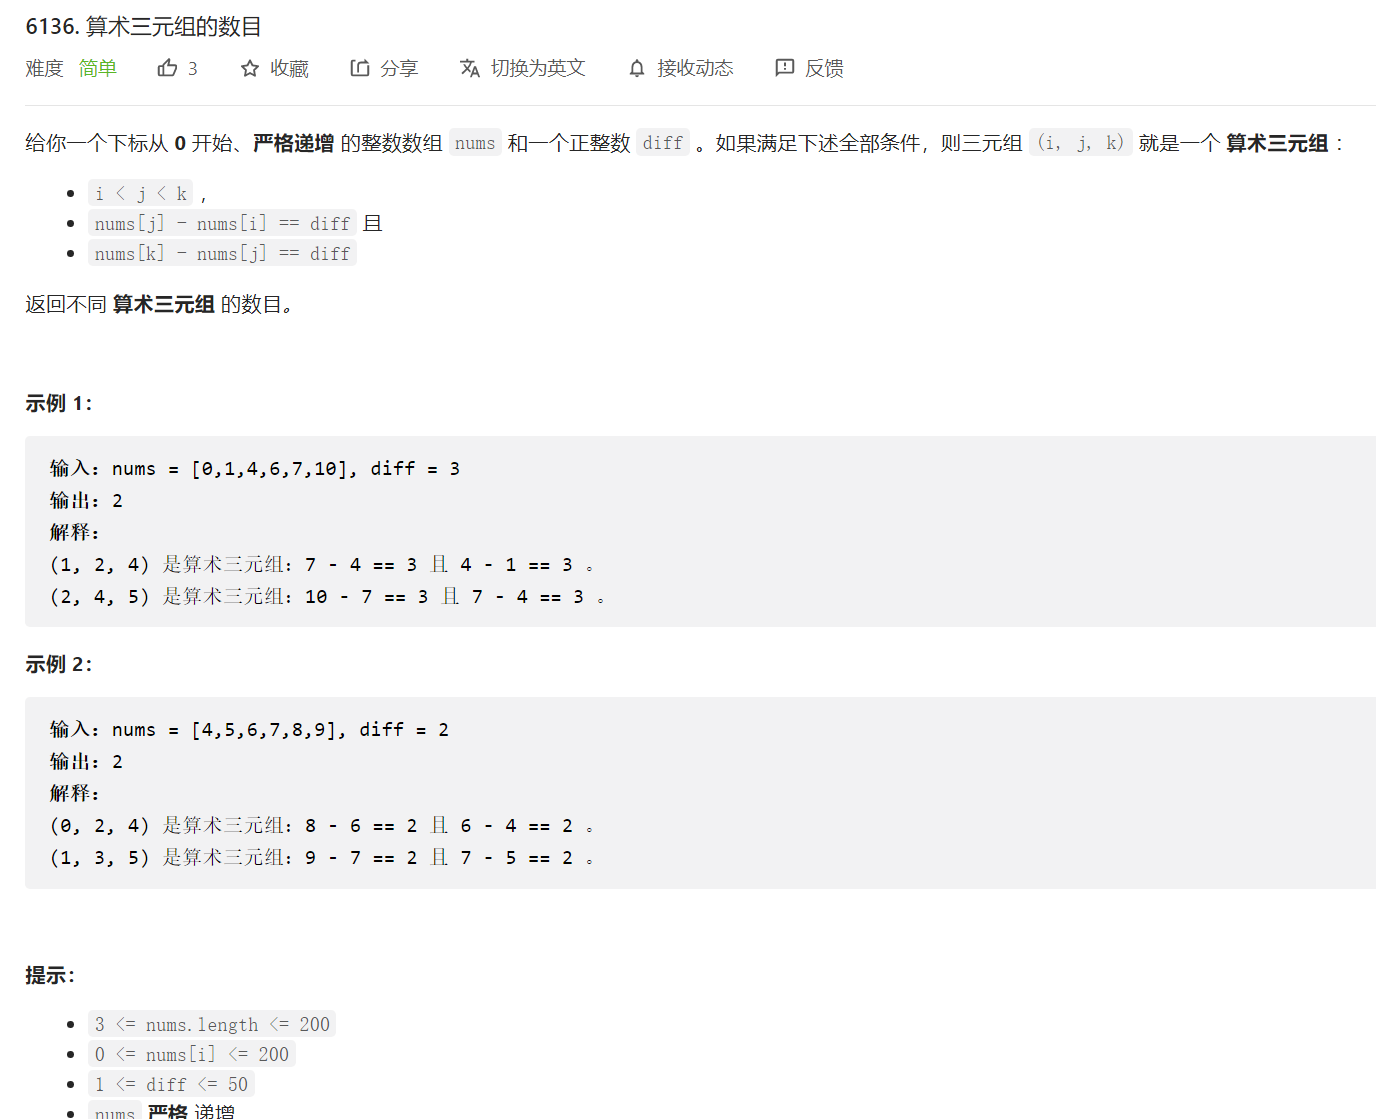 6136. 算术三元组的数目
难度 简单 3 收藏 分享 切换为英文 接收动态 反馈
给你一个下标从 0 开始、严格递增 的整数数组 nums 和一个正整数 diff 。如果满足下述全部条件，则三元组 (i, j, k) 就是一个 算术三元组 ：
i < j < k ，
nums[j] - nums[i] == diff 且
nums[k] - nums[j] == diff
返回不同 算术三元组 的数目。
示例 1：
输入：nums = [0,1,4,6,7,10], diff = 3
输出：2
解释：
(1, 2, 4) 是算术三元组：7 - 4 == 3 且 4 - 1 == 3 。
(2, 4, 5) 是算术三元组：10 - 7 == 3 且 7 - 4 == 3 。
示例 2：
输入：nums = [4,5,6,7,8,9], diff = 2
输出：2
解释：
(0, 2, 4) 是算术三元组：8 - 6 == 2 且 6 - 4 == 2 。
(1, 3, 5) 是算术三元组：9 - 7 == 2 且 7 - 5 == 2 。
提示：
3 <= nums.length <= 200
0 <= nums[i] <= 200
1 <= diff <= 50
nums 严格 递增